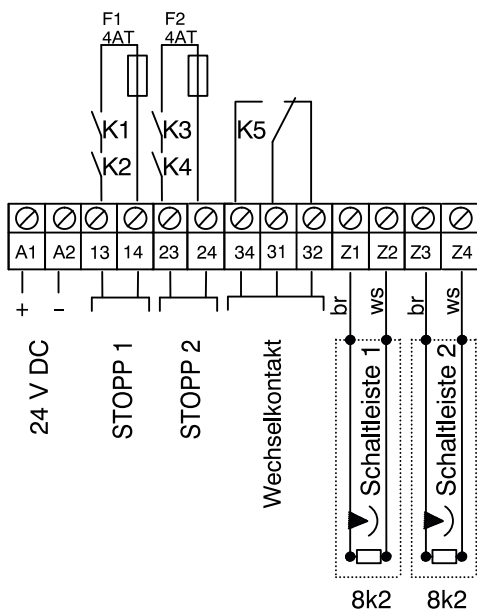 F1 F2
4AT 4AT
K1 K3 K5
K2 K4
A1 A2 13 14 23 24 34 31 32 Z1 Z2 Z3 Z4
+ -
br ws br ws
24 V DC
STOPP 1
STOPP 2
Wechselkontakt
Schaltleiste 1
Schaltleiste 2
8k2 8k2